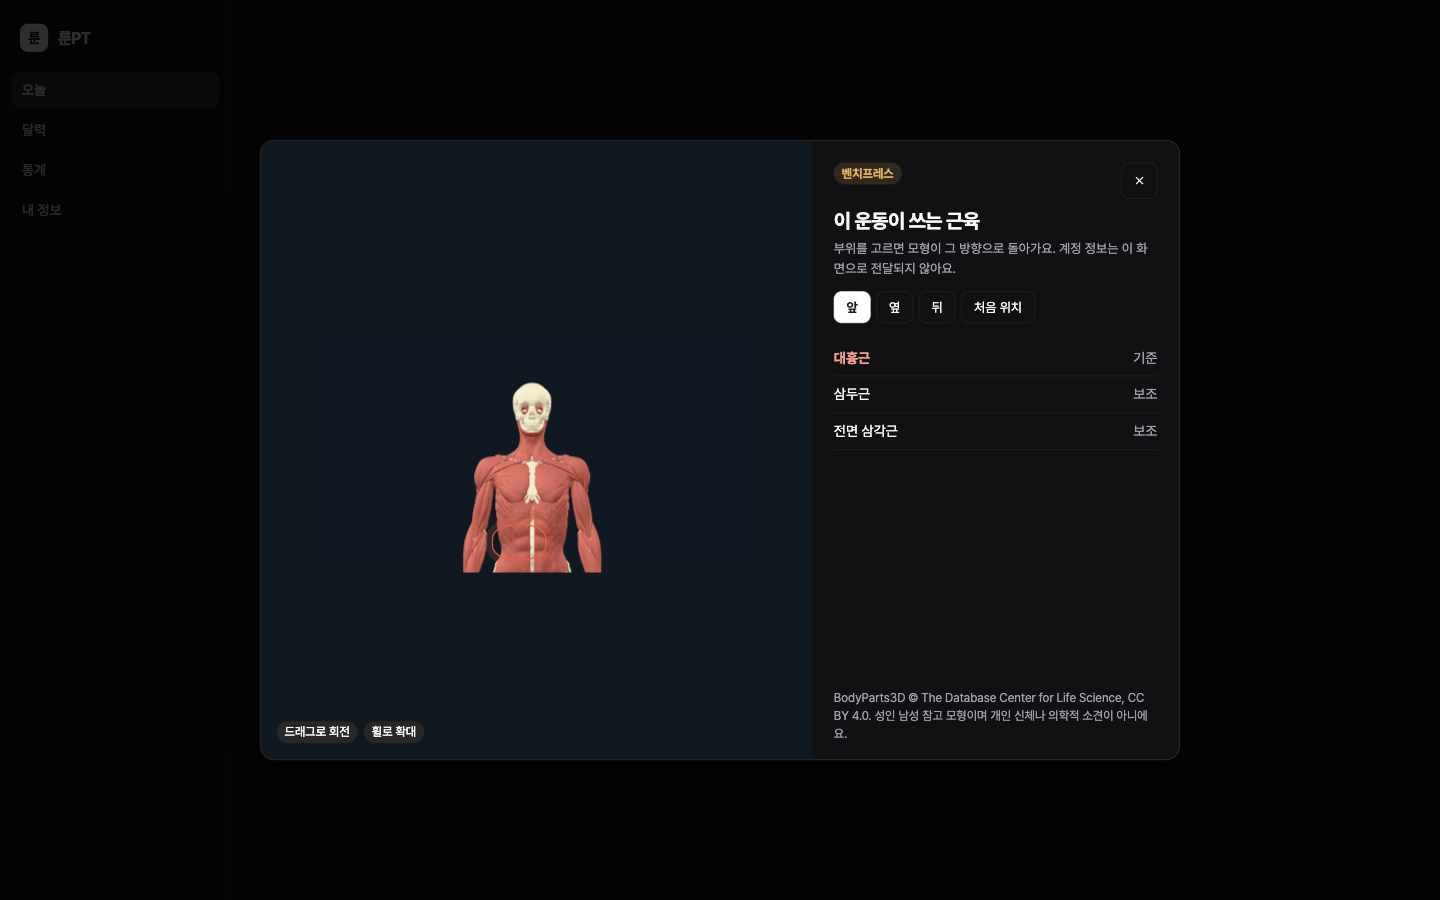 룬 룬PT
오늘
달력
통계
내 정보
벤치프레스
×
이 운동이 쓰는 근육
부위를 고르면 모형이 그 방향으로 돌아가요. 계정 정보는 이 화
면으로 전달되지 않아요.
앞 옆 뒤 처음 위치
대흉근 기준
삼두근 보조
전면 삼각근 보조
드래그로 회전 휠로 확대
BodyParts3D © The Database Center for Life Science, CC
BY 4.0. 성인 남성 참고 모형이며 개인 신체나 의학적 소견이 아니에
요.